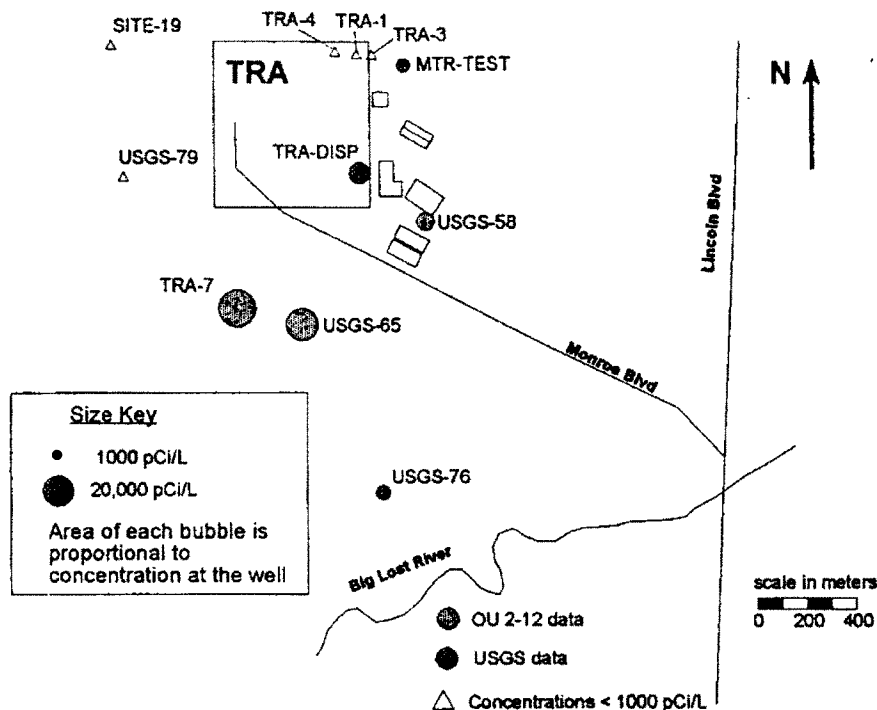 SITE-19
TRA-4
TRA-1
TRA-3
TRA
MTR-TEST
N
TRA-DISP
USGS-79
USGS-58
Lincoln Blvd
TRA-7
USGS-65
Monroe Blvd
Size Key
1000 pCi/L
20,000 pCi/L
Area of each bubble is
proportional to
concentration at the well
USGS-76
Big Lost River
scale in meters
0 200 400
OU 2-12 data
USGS data
Concentrations < 1000 pCi/L